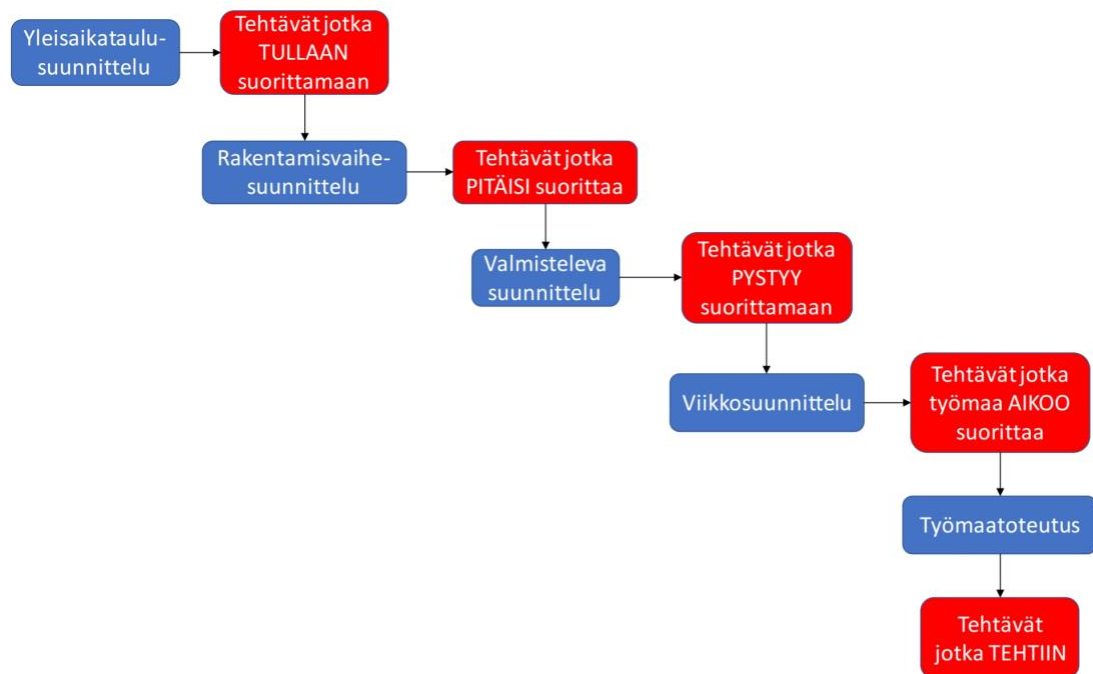 Yleisaikataulu-
suunnittelu
Tehtävät jotka
TULLAAN
suorittamaan
Rakentamisvaihe-
suunnittelu
Tehtävät jotka
PITÄISI suorittaa
Valmisteleva
suunnittelu
Tehtävät jotka
PYSTYY
suorittamaan
Viikkosuunnittelu
Tehtävät jotka
työmaa AIKOO
suorittaa
Työmaatoteutus
Tehtävät
jotka TEHTIIN